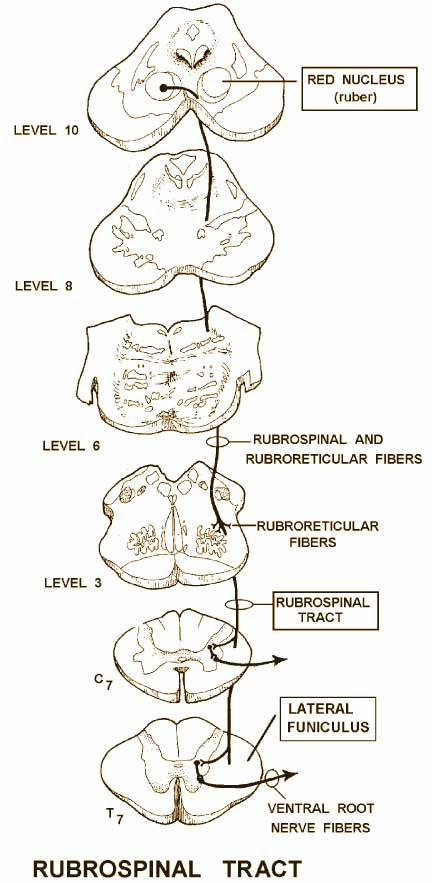 RED NUCLEUS
(ruber)
LEVEL 10
LEVEL 8
LEVEL 6
RUBROSPINAL AND
RUBRORETICULAR FIBERS
RUBRORETICULAR
FIBERS
LEVEL 3
RUBROSPINAL
TRACT
C7
LATERAL
FUNICULUS
T7
VENTRAL ROOT
NERVE FIBERS
RUBROSPINAL TRACT